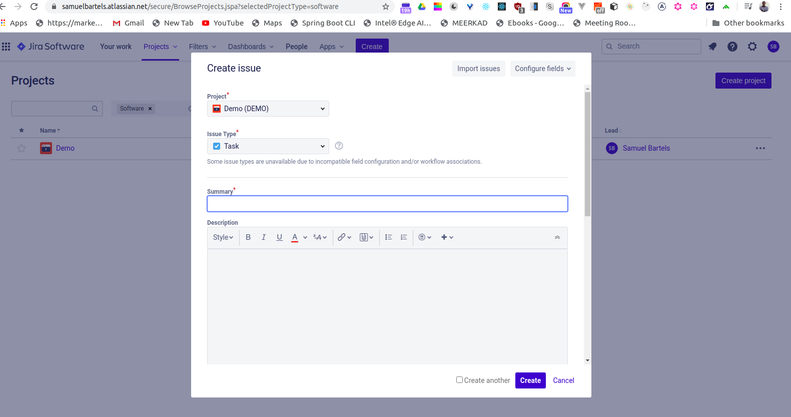 samuelbartels.atlassian.net/secure/BrowseProjects.jspa?selectedProjectType=software
Apps https://marke... Gmail New Tab YouTube Maps Spring Boot CLI Intel® Edge AI... MEERKAD Ebooks - Goog... Meeting Roo... Other bookmarks
Jira Software Your work Projects Filters Dashboards People Apps Create Search SB
Create issue Import issues Configure fields
Projects Create project
Project*
Software
Derno (DEMO)
Name Lead
Issue Type*
Derno Task SB Samuel Bartels
Some issue types are unavailable due to incompatible field configuration and/or workflow associations.
Summary*
Description
Style B I U A
Create another Create Cancel